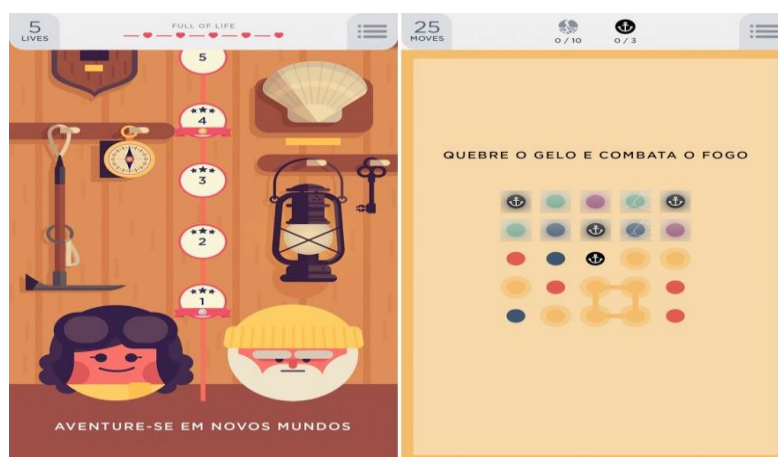 5
LIVES
FULL OF LIFE
5
4
3
2
1
AVENTURE-SE EM NOVOS MUNDOS
25
MOVES
0/10
0/3
QUEBRE O GELO E COMBATA O FOGO